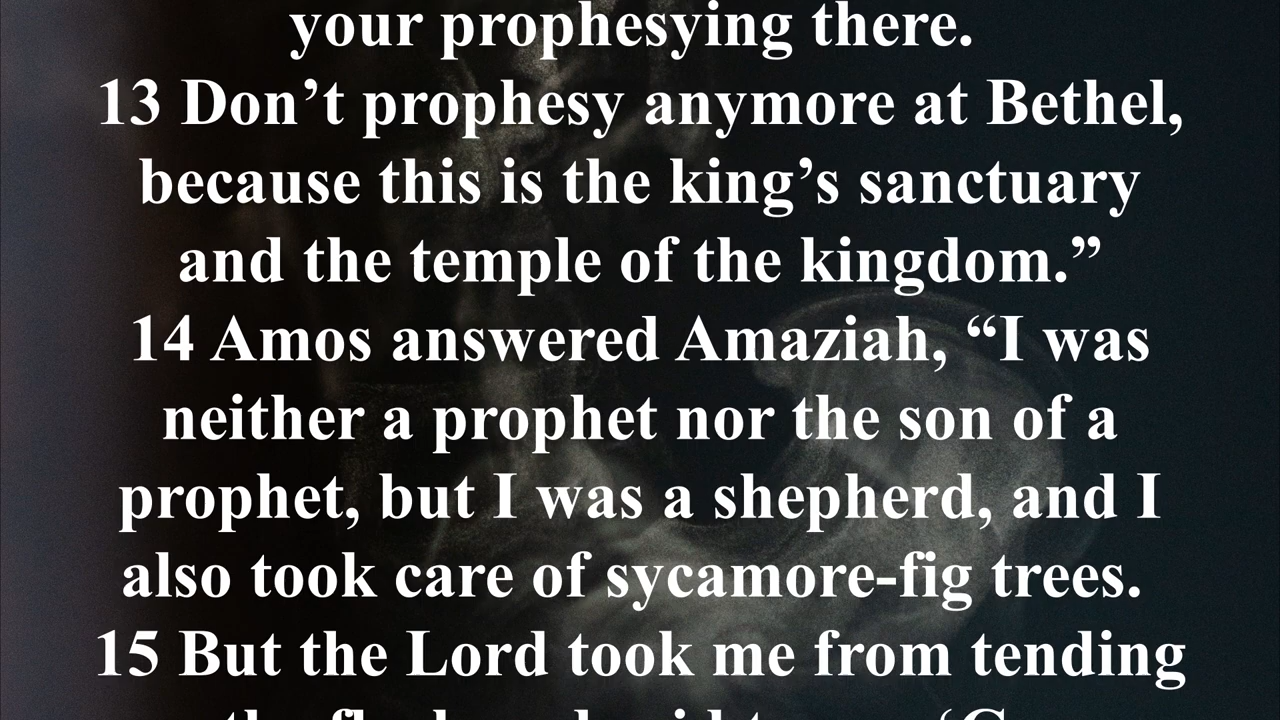 your prophesying there.
13 Don’t prophesy anymore at Bethel,
because this is the king’s sanctuary
and the temple of the kingdom.”
14 Amos answered Amaziah, “I was
neither a prophet nor the son of a
prophet, but I was a shepherd, and I
also took care of sycamore-fig trees.
15 But the Lord took me from tending